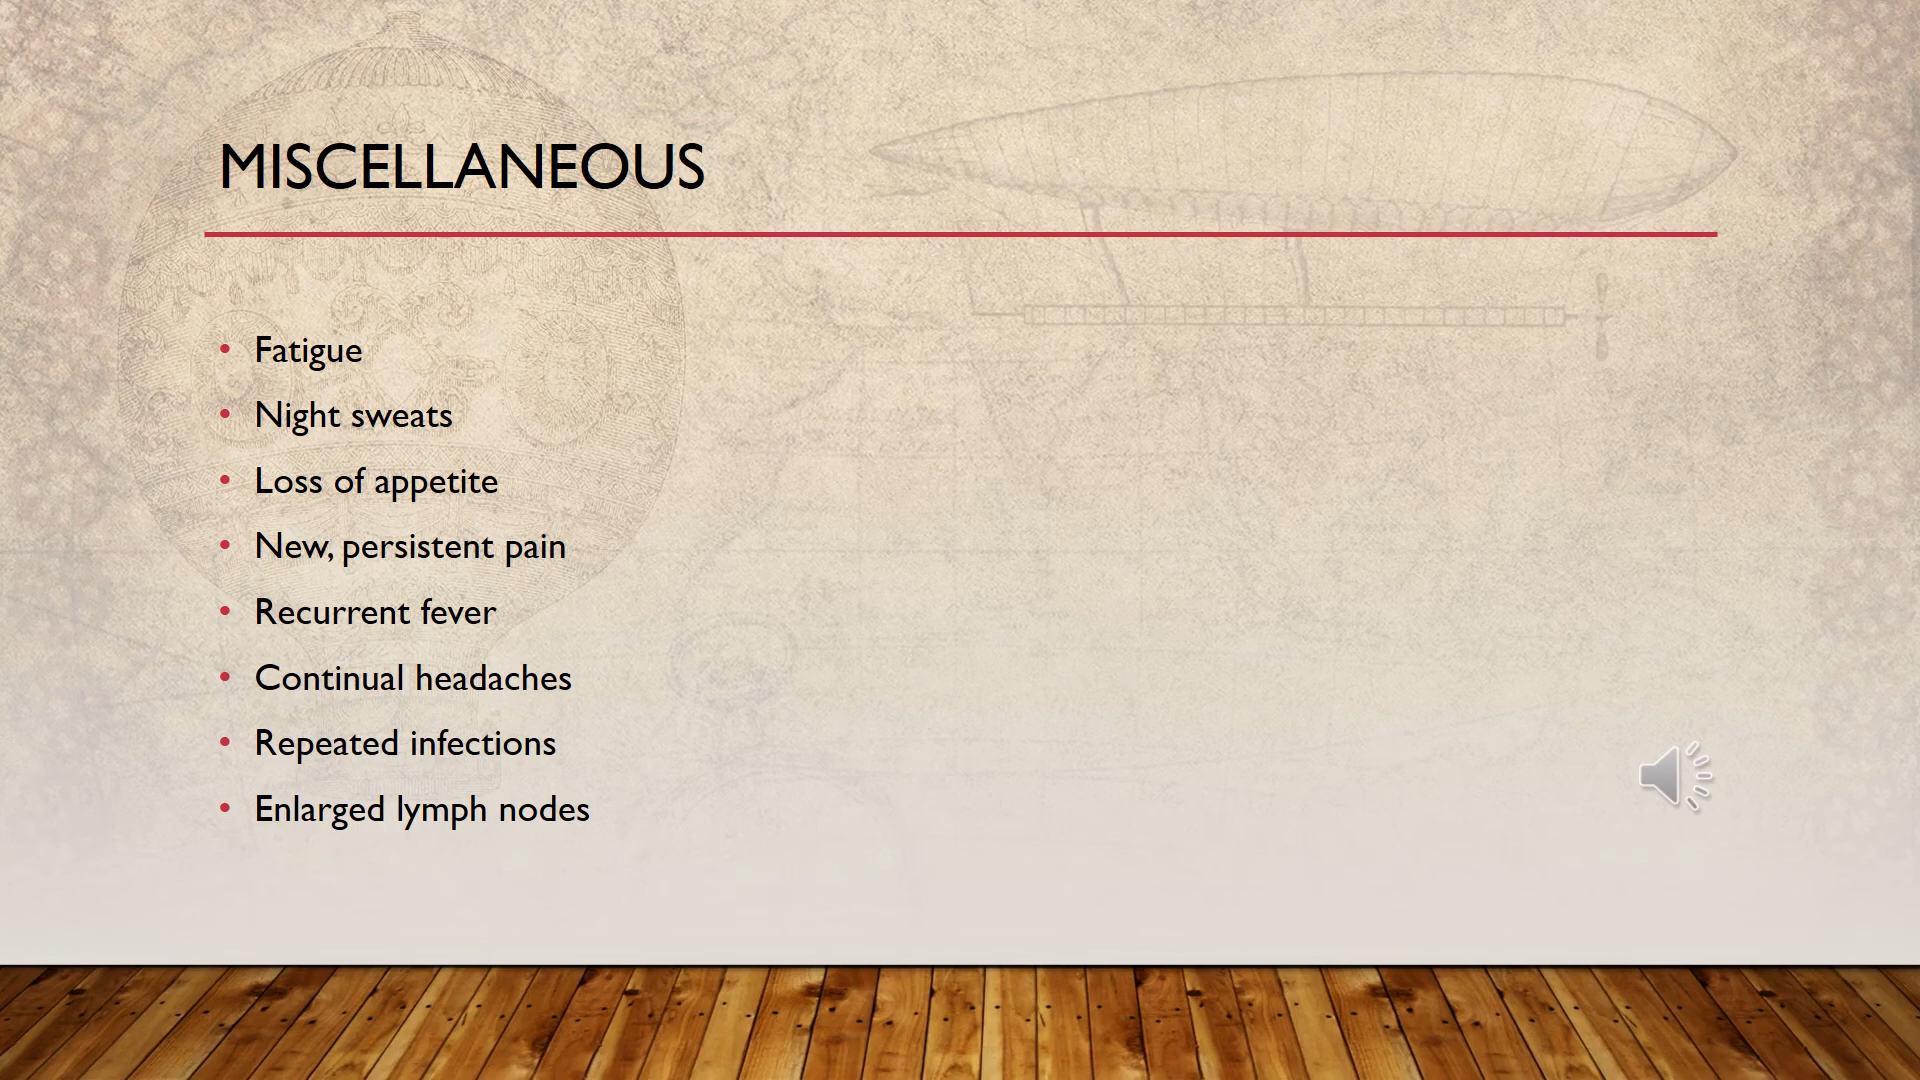 MISCELLANEOUS
• Fatigue
• Night sweats
• Loss of appetite
• New, persistent pain
• Recurrent fever
• Continual headaches
• Repeated infections
• Enlarged lymph nodes